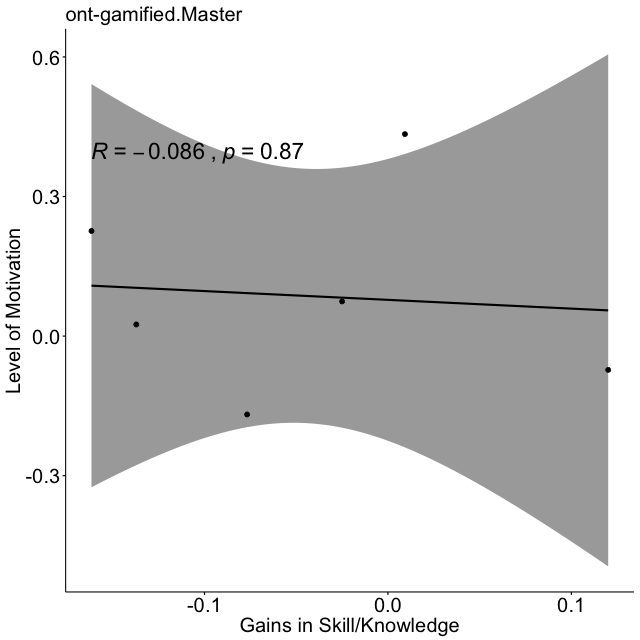 ont-gamified.Master
0.6
R = −0.086 , p = 0.87
0.3
Level of Motivation
0.0
-0.3
-0.1
0.0
0.1
Gains in Skill/Knowledge